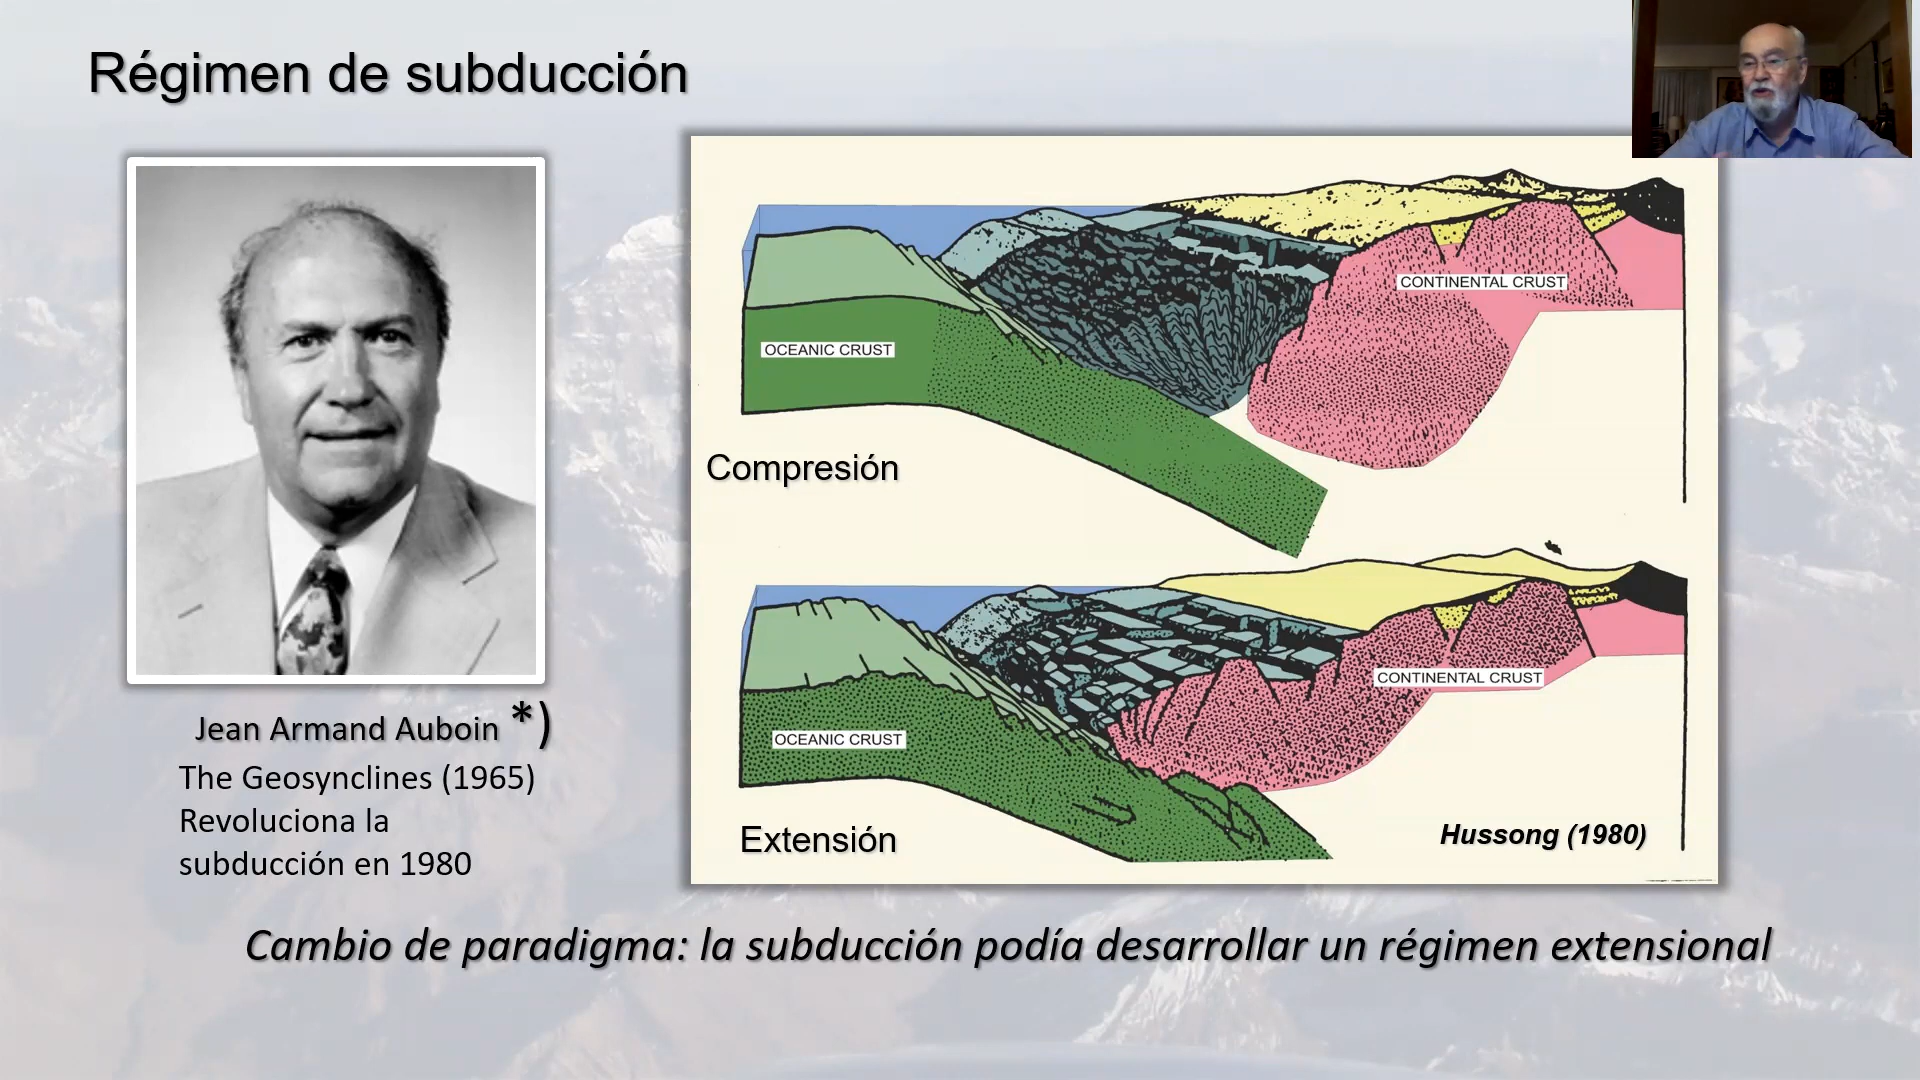 Régimen de subducción
CONTINENTAL CRUST
OCEANIC CRUST
Compresión
CONTINENTAL CRUST
OCEANIC CRUST
Extensión
Hussong (1980)
Jean Armand Auboin *)
The Geosynclines (1965)
Revoluciona la
subducción en 1980
Cambio de paradigma: la subducción podía desarrollar un régimen extensional